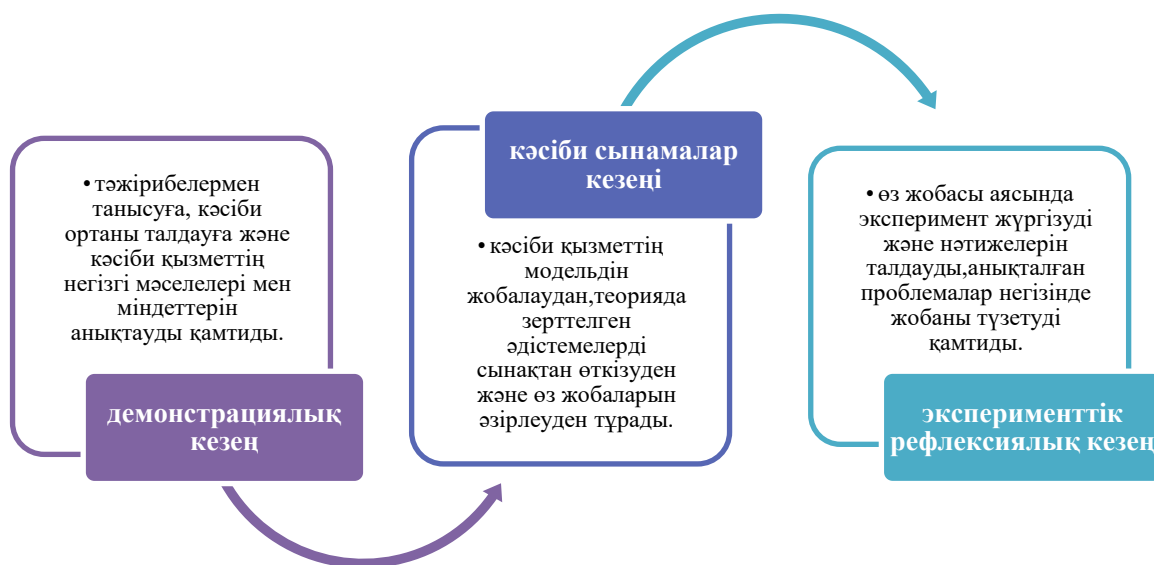 • тәжірибелермен
танысуға, кәсіби
ортаны талдауға және
кәсіби қызметтің
негізгі мәселелері мен
міндеттерін
анықтауды қамтиды.
демонстрациялық
кезең
кәсіби сынамалар
кезеңі
• кәсіби қызметтің
модельдін
жобалаудан,теорияда
зерттелген
әдістемелерді
сынақтан өткізуден
және өз жобаларын
әзірлеуден тұрады.
• өз жобасы аясында
эксперимент жүргізуді
және нәтижелерін
талдауды,анықталған
проблемалар негізінде
жобаны түзетуді
қамтиды.
эксперименттік
рефлексиялық кезең